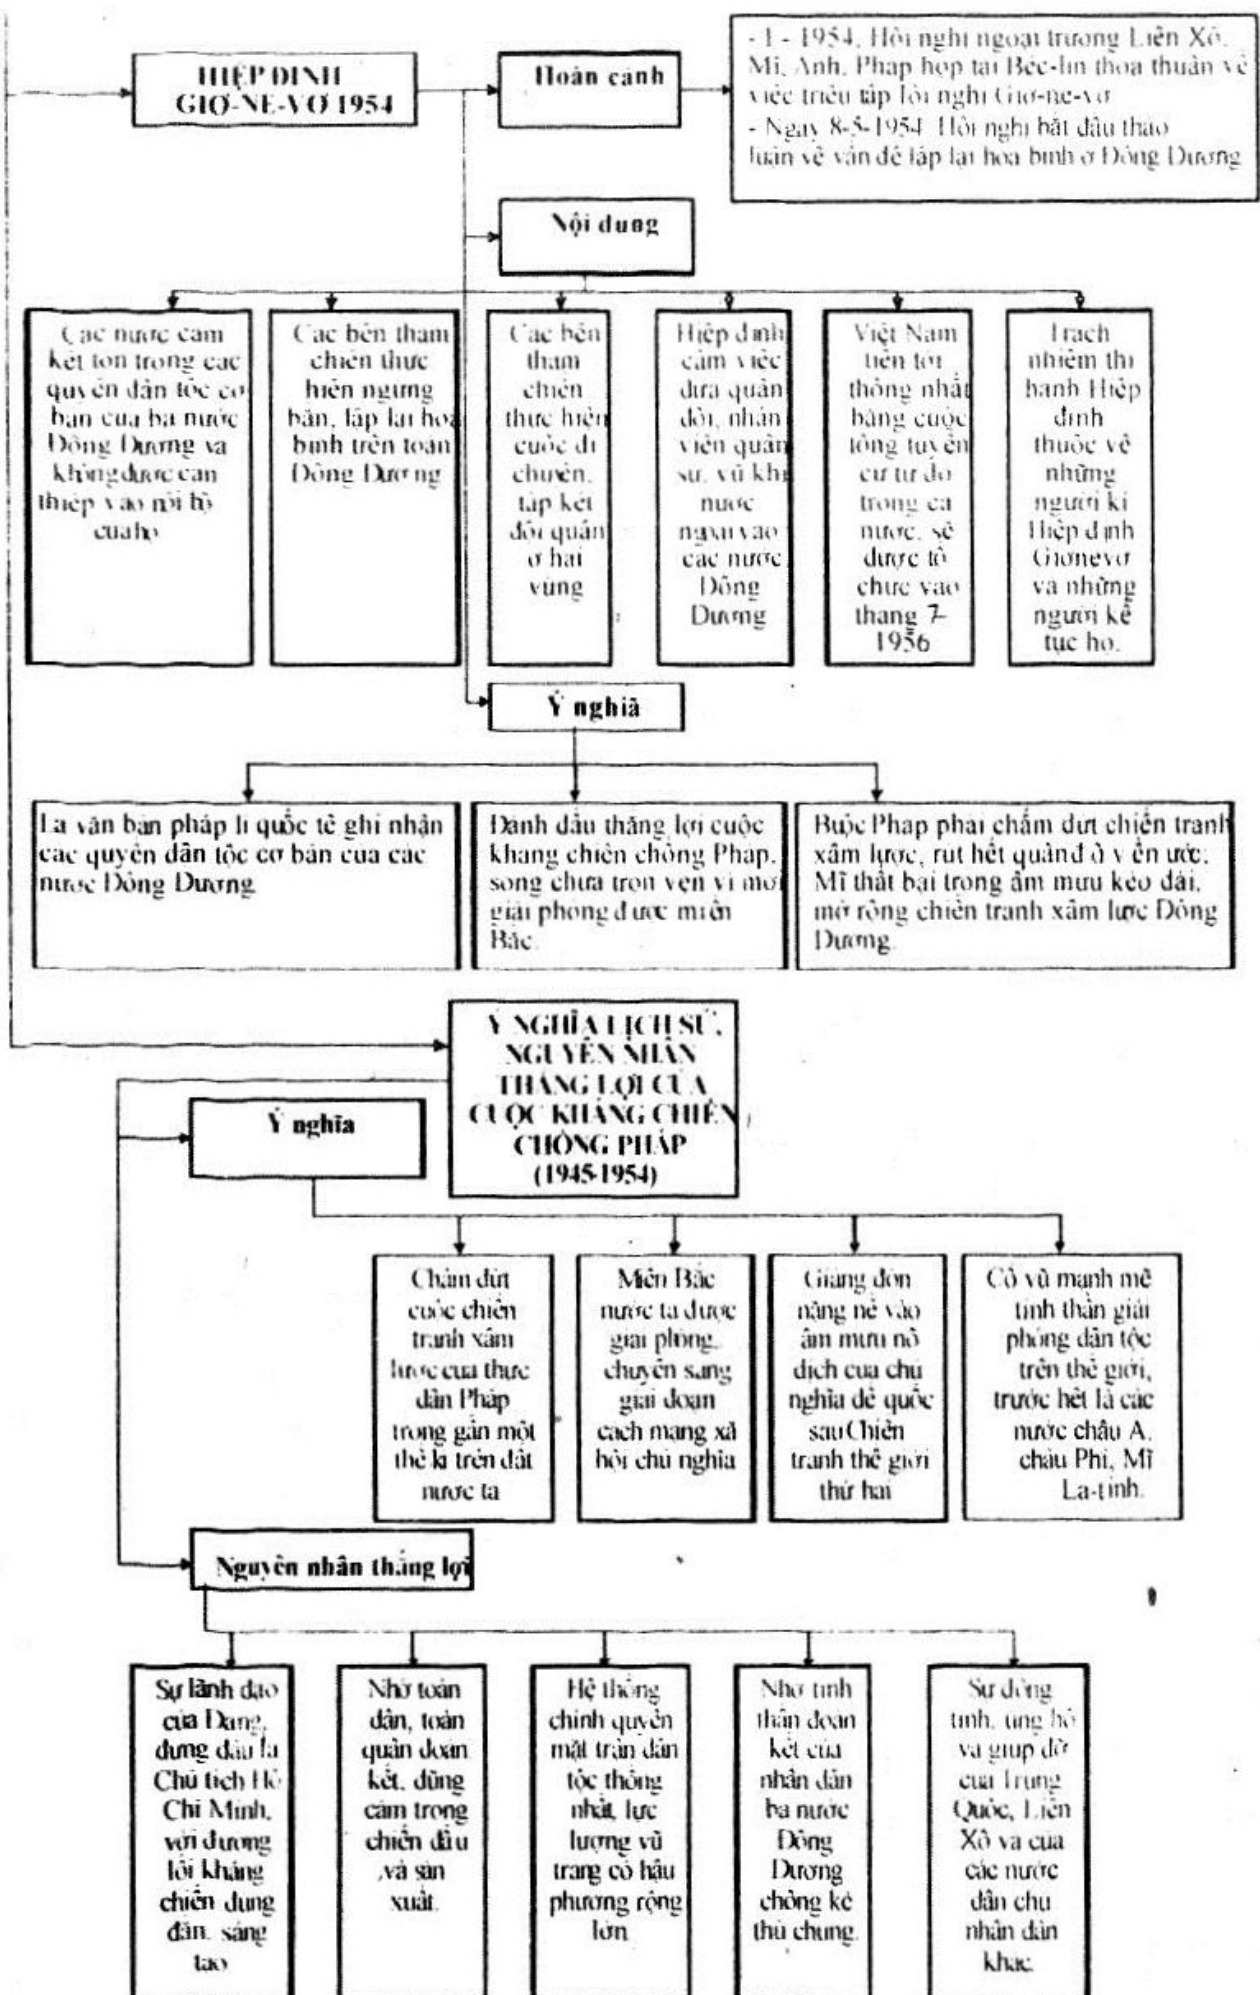 HIỆP ĐỊNH
GIƠ-NE-VƠ 1954
Hoàn cảnh
- 1 - 1954, Hội nghị ngoại trưởng Liên Xô,
Mĩ, Anh, Pháp họp tại Béc-lin thỏa thuận về
việc triệu tập Hội nghị Giơ-ne-vơ
- Ngày 8-5-1954 Hội nghị bắt đầu thảo
luận về vấn đề lập lại hòa bình ở Đông Dương
Nội dung
Các nước cam
kết tôn trọng các
quyền dân tộc cơ
bản của ba nước
Đông Dương và
không được can
thiệp vào nội bộ
của họ
Các bên tham
chiến thực
hiện ngừng
bắn, lập lại hoà
bình trên toàn
Đông Dương
Các bên
tham
chiến
thực hiện
cuộc di
chuyển,
tập kết
đội quân
ở hai
vùng
Hiệp định
cấm việc
đưa quân
đội, nhân
viên quân
sự, vũ khí
nước
ngoài vào
các nước
Đông
Dương
Việt Nam
tiến tới
thống nhất
bằng cuộc
tổng tuyển
cử tự do
trong cả
nước, sẽ
được tổ
chức vào
tháng 7-
1956
Trách
nhiệm thi
hành Hiệp
định
thuộc về
những
người kí
Hiệp định
Giơnevơ
và những
người kế
tục họ.
Ý nghĩa
Là văn bản pháp lí quốc tế ghi nhận
các quyền dân tộc cơ bản của các
nước Đông Dương
Đánh dấu thắng lợi cuộc
kháng chiến chống Pháp,
song chưa trọn vẹn vì mới
giải phóng được miền
Bắc.
Buộc Pháp phải chấm dứt chiến tranh
xâm lược, rút hết quân đội về nước;
Mĩ thất bại trong âm mưu kéo dài,
mở rộng chiến tranh xâm lược Đông
Dương.
Ý NGHĨA LỊCH SỬ,
NGUYÊN NHÂN
THẮNG LỢI CỦA
CUỘC KHÁNG CHIẾN
CHỐNG PHÁP
(1945-1954)
Ý nghĩa
Chấm dứt
cuộc chiến
tranh xâm
lược của thực
dân Pháp
trong gần một
thế kỉ trên đất
nước ta
Miền Bắc
nước ta được
giải phóng,
chuyển sang
giai đoạn
cách mạng xã
hội chủ nghĩa
Giáng đòn
nặng nề vào
âm mưu nô
dịch của chủ
nghĩa đế quốc
sau Chiến
tranh thế giới
thứ hai
Cổ vũ mạnh mẽ
tinh thần giải
phóng dân tộc
trên thế giới,
trước hết là các
nước châu Á,
châu Phi, Mĩ
La-tinh.
Nguyên nhân thắng lợi
Sự lãnh đạo
của Đảng,
đứng đầu là
Chủ tịch Hồ
Chí Minh,
với đường
lối kháng
chiến đúng
đắn, sáng
tạo
Nhờ toàn
dân, toàn
quân đoàn
kết, dũng
cảm trong
chiến đấu
và sản
xuất.
Hệ thống
chính quyền
mặt trận dân
tộc thống
nhất, lực
lượng vũ
trang có hậu
phương rộng
lớn
Nhờ tinh
thần đoàn
kết của
nhân dân
ba nước
Đông
Dương
chống kẻ
thù chung.
Sự đồng
tình, ủng hộ
và giúp đỡ
của Trung
Quốc, Liên
Xô và của
các nước
dân chủ
nhân dân
khác.